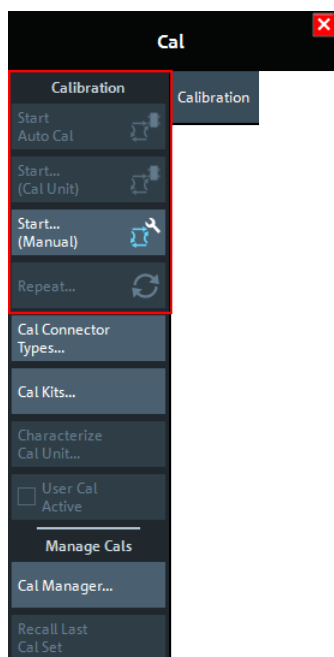 Cal
Calibration
Calibration
Start
Auto Cal
Start...
(Cal Unit)
Start...
(Manual)
Repeat...
Cal Connector
Types...
Cal Kits...
Characterize
Cal Unit...
User Cal
Active
Manage Cals
Cal Manager...
Recall Last
Cal Set